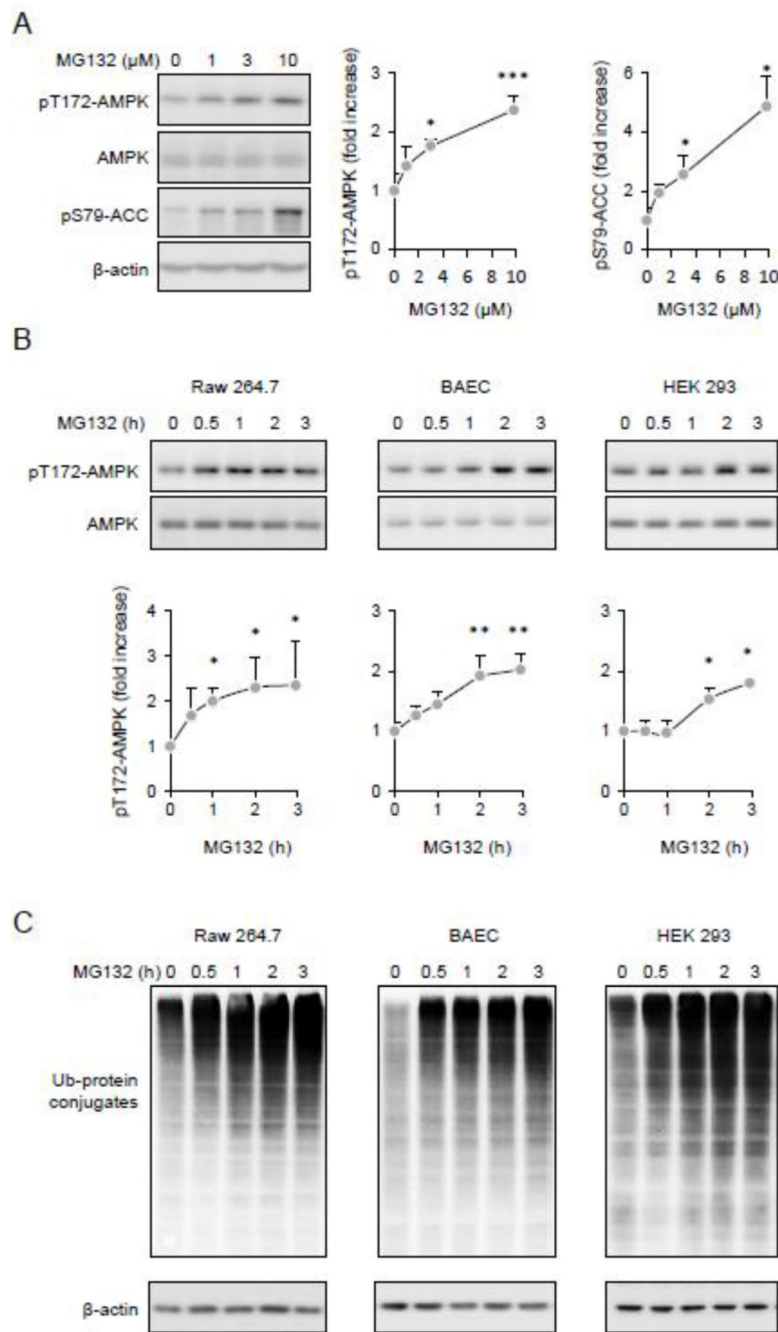 A
MG132 (µM) 0 1 3 10
pT172-AMPK
AMPK
pS79-ACC
β-actin
pT172-AMPK (fold increase)
3
2
1
0
* ***
0 2 4 6 8 10
MG132 (µM)
pS79-ACC (fold increase)
6
4
2
0
* *
0 2 4 6 8 10
MG132 (µM)
B
Raw 264.7 BAEC HEK 293
MG132 (h) 0 0.5 1 2 3 0 0.5 1 2 3 0 0.5 1 2 3
pT172-AMPK
AMPK
pT172-AMPK (fold increase)
4
3
2
1
0
* * *
0 1 2 3
MG132 (h)
3
2
1
0
** **
0 1 2 3
MG132 (h)
3
2
1
0
* *
0 1 2 3
MG132 (h)
C
Raw 264.7 BAEC HEK 293
MG132 (h) 0 0.5 1 2 3 0 0.5 1 2 3 0 0.5 1 2 3
Ub-protein
conjugates
β-actin